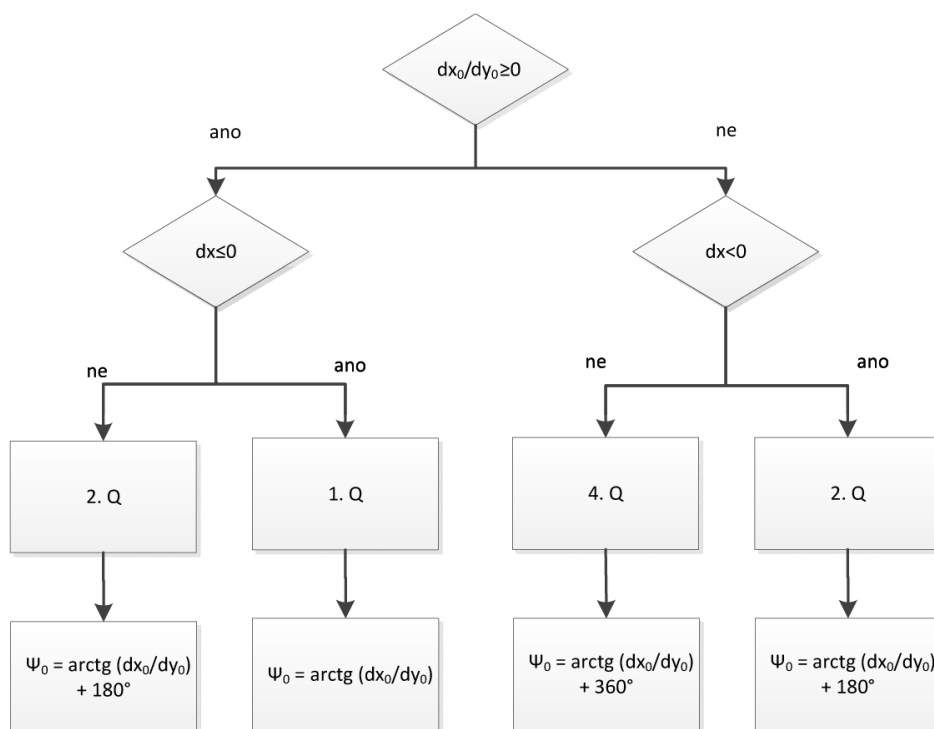 dx₀/dy₀≥0
ano
ne
dx≤0
dx<0
ne
ano
ne
ano
2. Q
1. Q
4. Q
2. Q
Ψ₀ = arctg (dx₀/dy₀)
+ 180°
Ψ₀ = arctg (dx₀/dy₀)
Ψ₀ = arctg (dx₀/dy₀)
+ 360°
Ψ₀ = arctg (dx₀/dy₀)
+ 180°